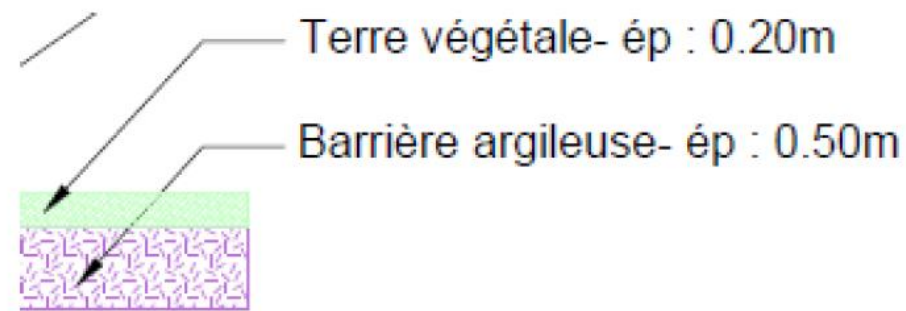 Terre végétale- ép : 0.20m
Barrière argileuse- ép : 0.50m